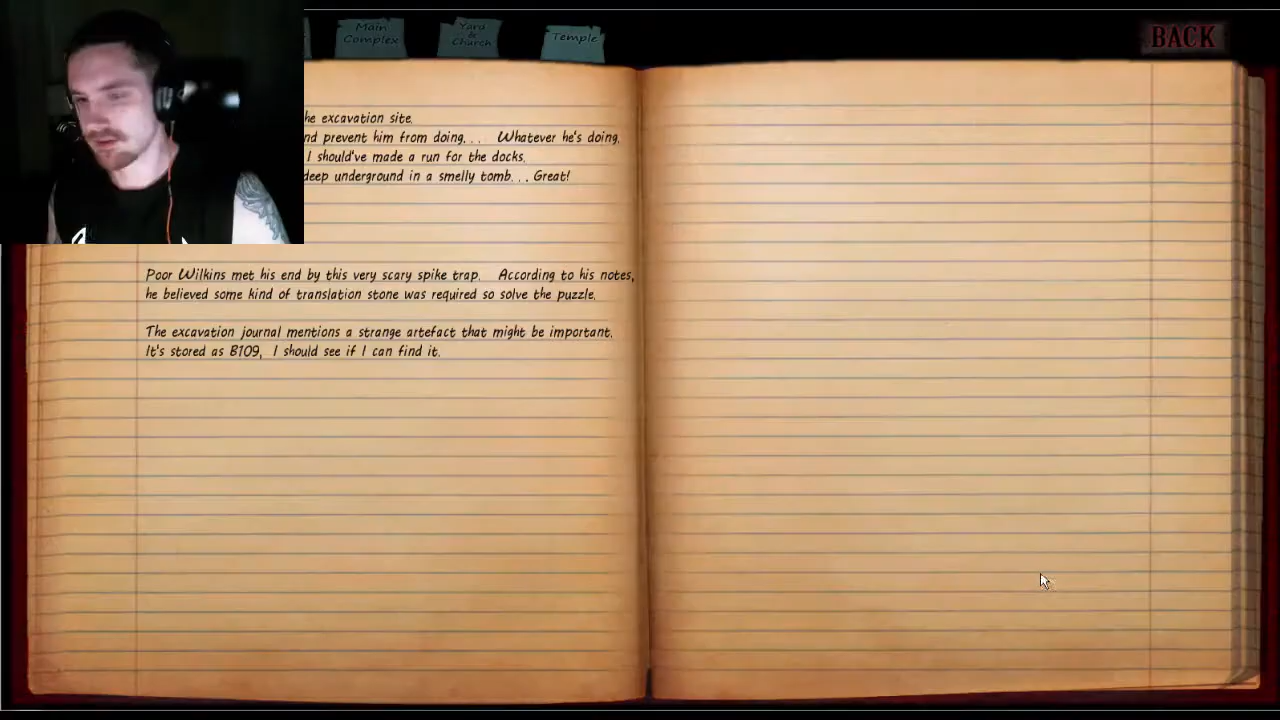 Main
Complex
Yard
&
Church
Temple
BACK
he excavation site.
nd prevent him from doing. . . Whatever he's doing.
I should've made a run for the docks.
deep underground in a smelly tomb. . . Great!
Poor Wilkins met his end by this very scary spike trap. According to his notes,
he believed some kind of translation stone was required so solve the puzzle.
The excavation journal mentions a strange artefact that might be important.
It's stored as B109, I should see if I can find it.